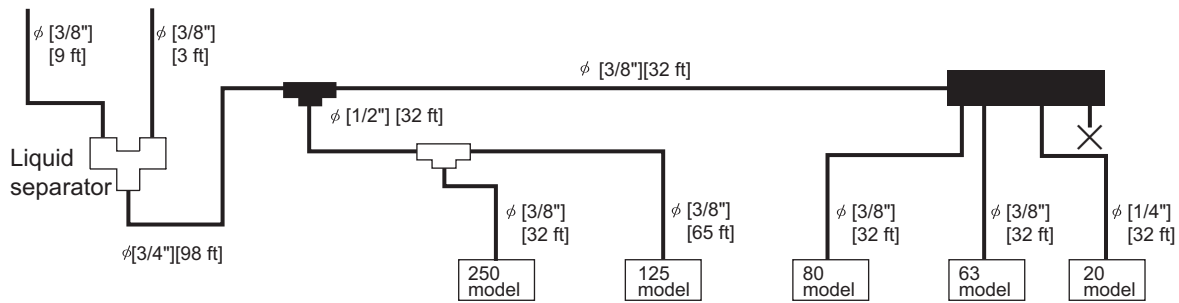 ϕ [3/8"]
[9 ft]
ϕ [3/8"]
[3 ft]
ϕ [3/8"][32 ft]
ϕ [1/2"] [32 ft]
Liquid
separator
ϕ[3/4"][98 ft]
ϕ [3/8"]
[32 ft]
ϕ [3/8"]
[65 ft]
ϕ [3/8"]
[32 ft]
ϕ [3/8"]
[32 ft]
ϕ [1/4"]
[32 ft]
250
model
125
model
80
model
63
model
20
model